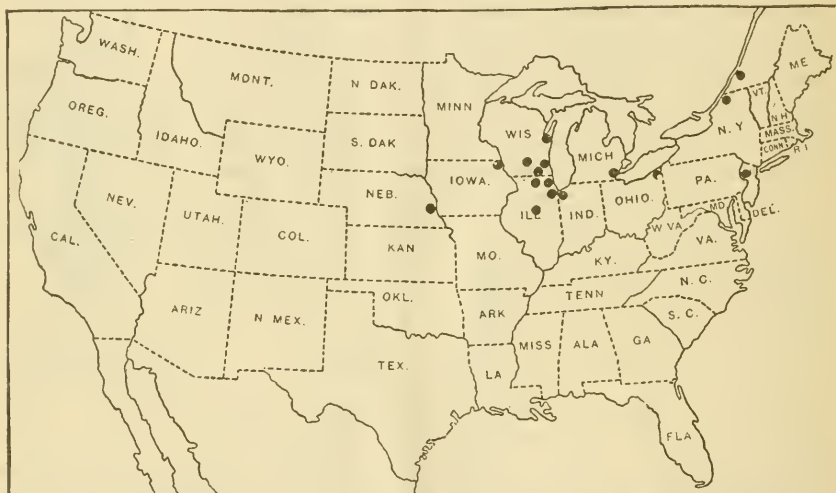 WASH.
MONT.
N DAK.
MINN
ME
OREG.
IDAHO.
WYO.
S. DAK
WIS
MICH
N.Y
VT.
N.H
MASS.
CONN.
R I
NEV.
UTAH.
COL.
NEB.
IOWA.
ILL
IND.
OHIO.
PA.
MD.
DEL.
CAL.
KAN
MO.
KY.
W VA.
VA.
ARIZ
N MEX.
OKL.
ARK
TENN
N. C.
S. C.
TEX.
LA
MISS
ALA
GA
FLA